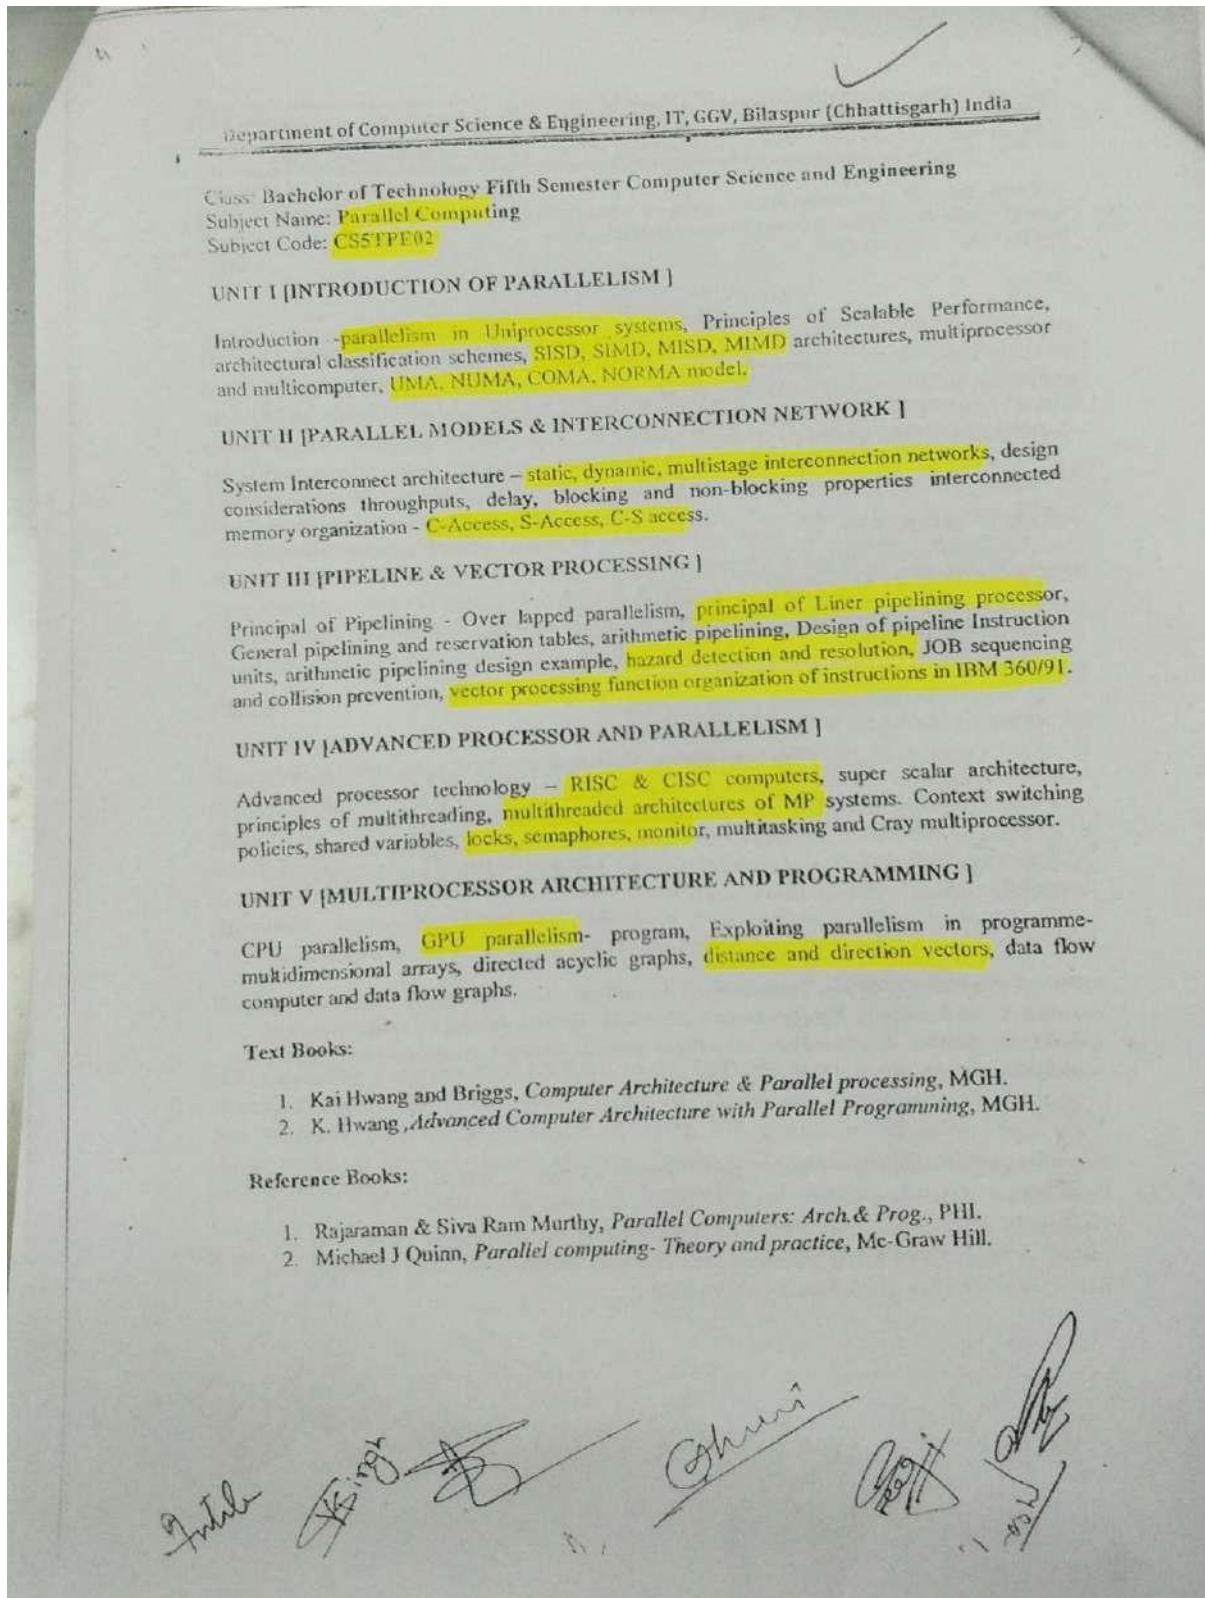 Department of Computer Science & Engineering, IT, GGV, Bilaspur (Chhattisgarh) India
Class: Bachelor of Technology Fifth Semester Computer Science and Engineering
Subject Name: Parallel Computing
Subject Code: CS5TPE02
UNIT I [INTRODUCTION OF PARALLELISM ]
Introduction -parallelism in Uniprocessor systems, Principles of Scalable Performance,
architectural classification schemes, SISD, SIMD, MISD, MIMD architectures, multiprocessor
and multicomputer, UMA, NUMA, COMA, NORMA model.
UNIT II [PARALLEL MODELS & INTERCONNECTION NETWORK ]
System Interconnect architecture – static, dynamic, multistage interconnection networks, design
considerations throughputs, delay, blocking and non-blocking properties interconnected
memory organization - C-Access, S-Access, C-S access.
UNIT III [PIPELINE & VECTOR PROCESSING ]
Principal of Pipelining - Over lapped parallelism, principal of Liner pipelining processor,
General pipelining and reservation tables, arithmetic pipelining, Design of pipeline Instruction
units, arithmetic pipelining design example, hazard detection and resolution, JOB sequencing
and collision prevention, vector processing function organization of instructions in IBM 360/91.
UNIT IV [ADVANCED PROCESSOR AND PARALLELISM ]
Advanced processor technology – RISC & CISC computers, super scalar architecture,
principles of multithreading, multithreaded architectures of MP systems. Context switching
policies, shared variables, locks, semaphores, monitor, multitasking and Cray multiprocessor.
UNIT V [MULTIPROCESSOR ARCHITECTURE AND PROGRAMMING ]
CPU parallelism, GPU parallelism- program, Exploiting parallelism in programme-
multidimensional arrays, directed acyclic graphs, distance and direction vectors, data flow
computer and data flow graphs.
Text Books:
1. Kai Hwang and Briggs, Computer Architecture & Parallel processing, MGH.
2. K. Hwang ,Advanced Computer Architecture with Parallel Programming, MGH.
Reference Books:
1. Rajaraman & Siva Ram Murthy, Parallel Computers: Arch.& Prog., PHI.
2. Michael J Quinn, Parallel computing- Theory and practice, Mc-Graw Hill.